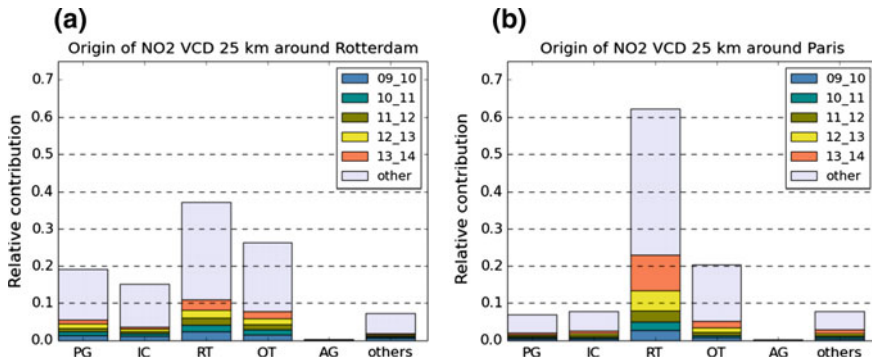 (a)
Origin of NO2 VCD 25 km around Rotterdam
Relative contribution
0.7
0.6
0.5
0.4
0.3
0.2
0.1
0.0
PG IC RT OT AG others
09_10
10_11
11_12
12_13
13_14
other
(b)
Origin of NO2 VCD 25 km around Paris
Relative contribution
0.7
0.6
0.5
0.4
0.3
0.2
0.1
0.0
PG IC RT OT AG others
09_10
10_11
11_12
12_13
13_14
other